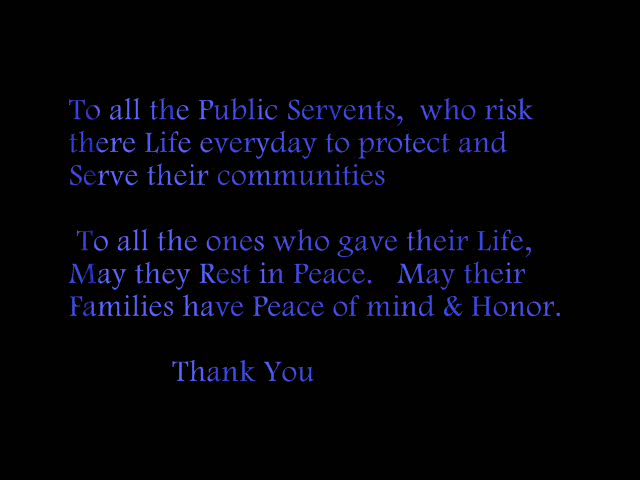 To all the Public Servents, who risk
there Life everyday to protect and
Serve their communities
To all the ones who gave their Life,
May they Rest in Peace. May their
Families have Peace of mind & Honor.
Thank You